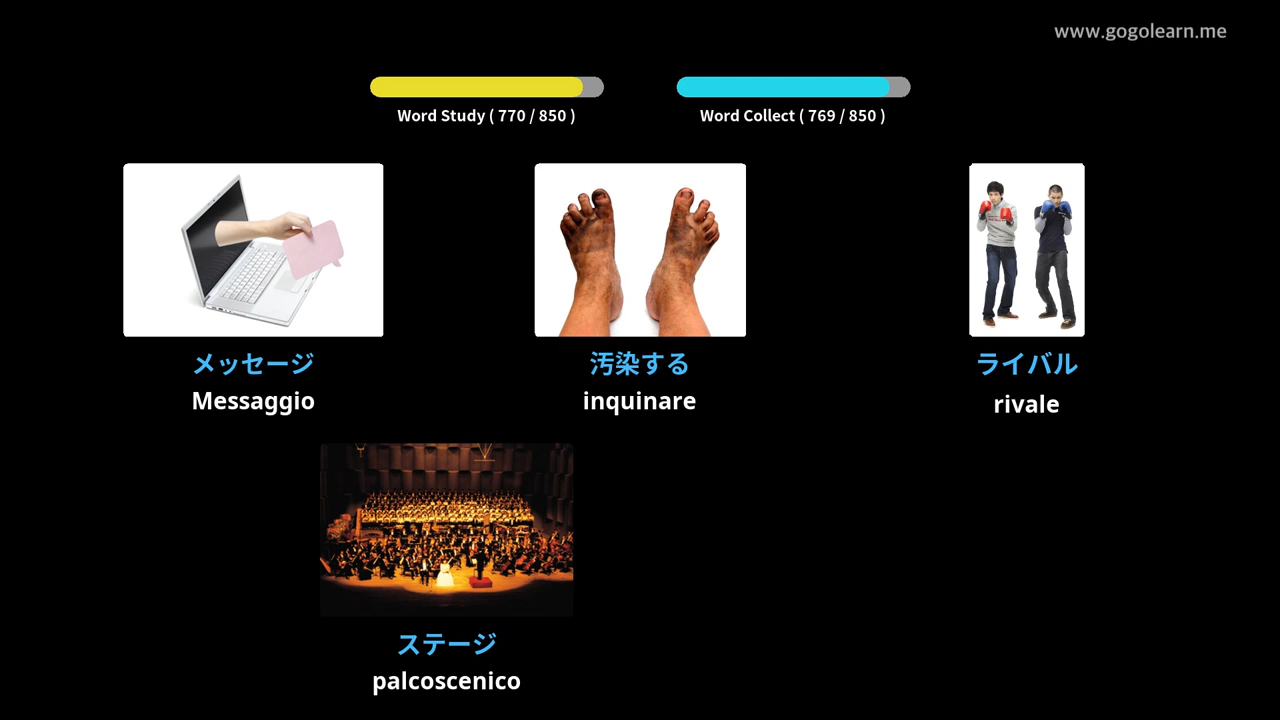 www.gogolearn.me
Word Study ( 770 / 850 )
Word Collect ( 769 / 850 )
メッセージ
Messaggio
汚染する
inquinare
ライバル
rivale
ステージ
palcoscenico